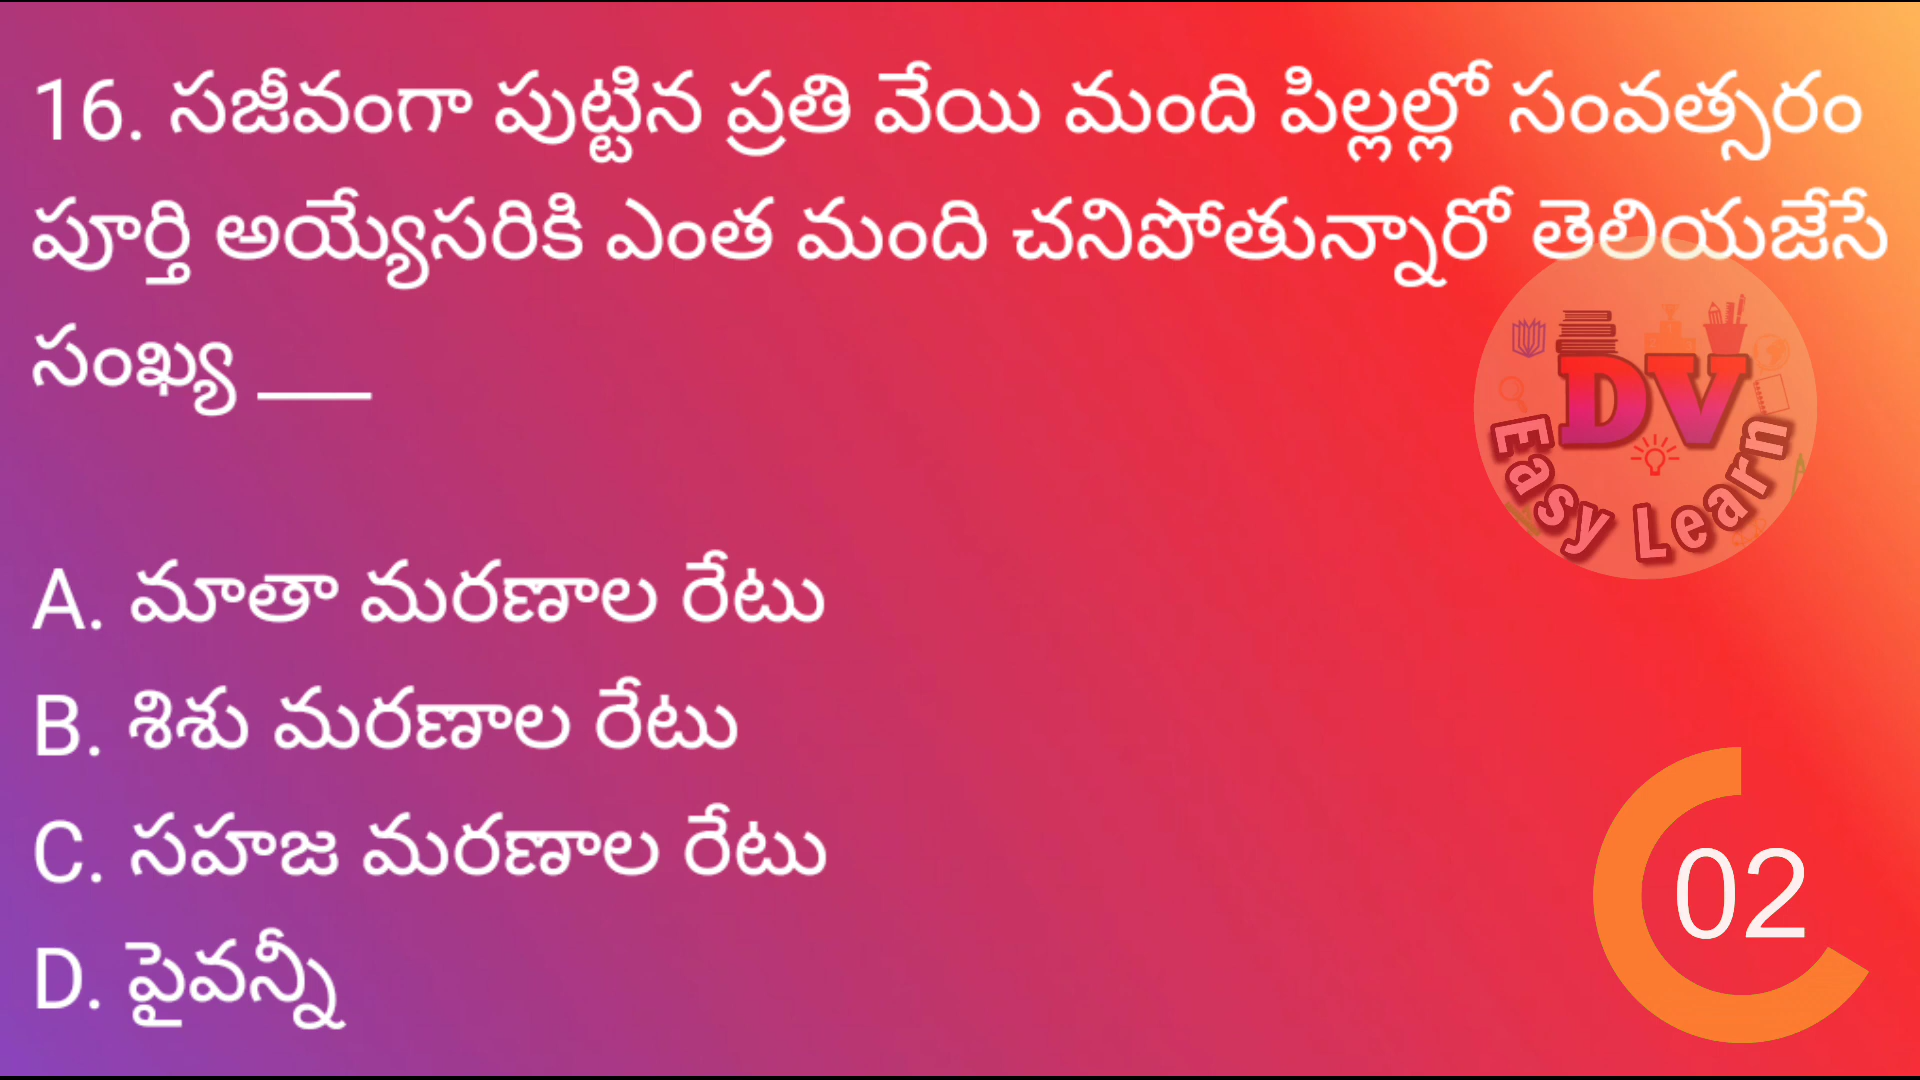 16. సజీవంగా పుట్టిన ప్రతి వేయి మంది పిల్లల్లో సంవత్సరం
పూర్తి అయ్యేసరికి ఎంత మంది చనిపోతున్నారో తెలియజేసే
సంఖ్య ___
DV
Easy Learn
A. మాతా మరణాల రేటు
B. శిశు మరణాల రేటు
C. సహజ మరణాల రేటు
D. పైవన్నీ
02